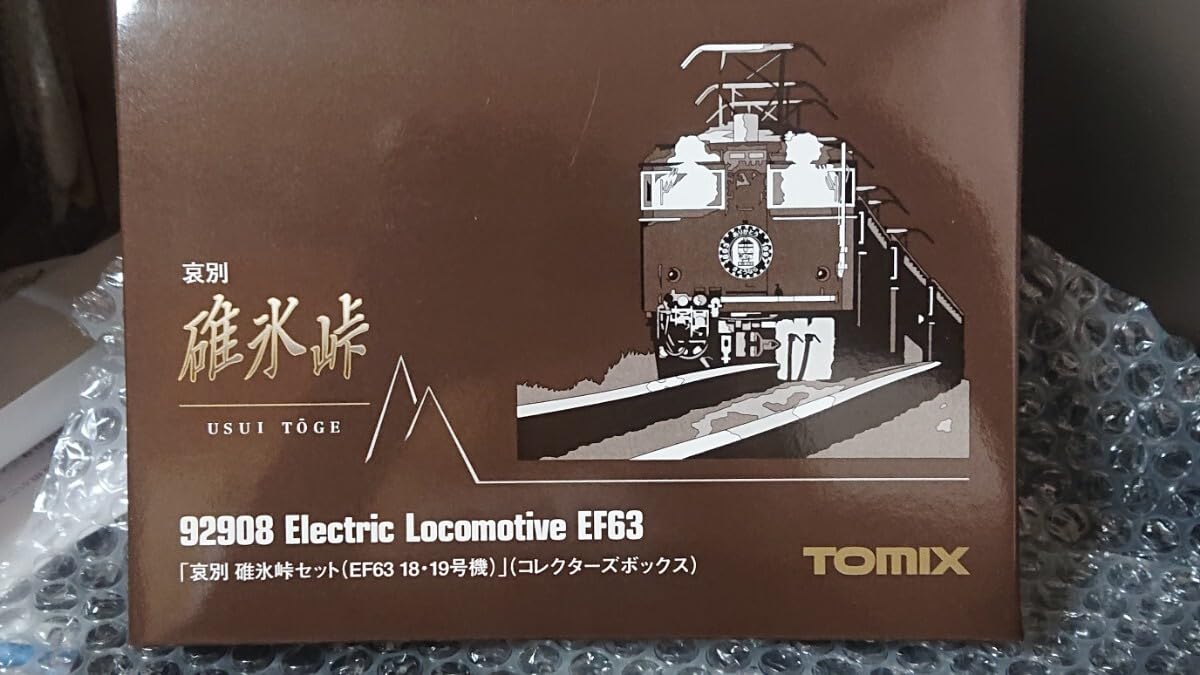 哀別
碓氷峠
USUI TŌGE
92908 Electric Locomotive EF63
「哀別 碓氷峠セット(EF63 18・19号機)」(コレクターズボックス)
TOMIX